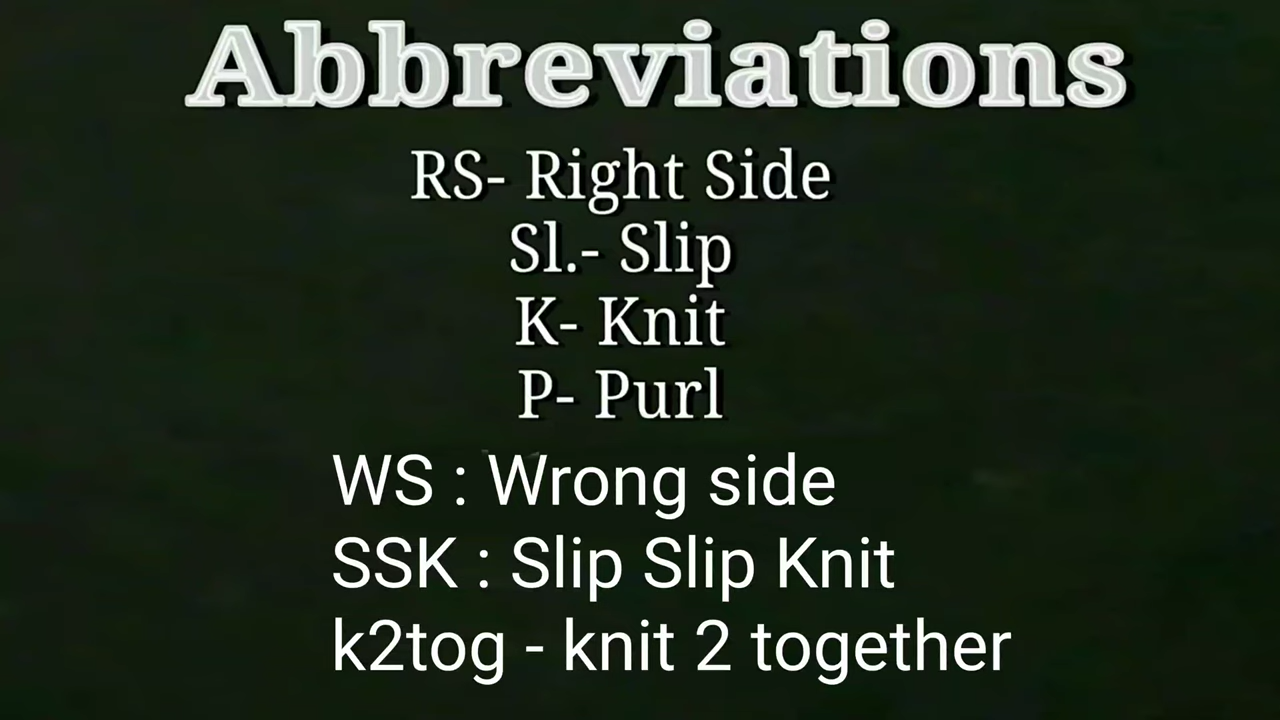 Abbreviations
RS- Right Side
Sl.- Slip
K- Knit
P- Purl
WS : Wrong side
SSK : Slip Slip Knit
k2tog - knit 2 together